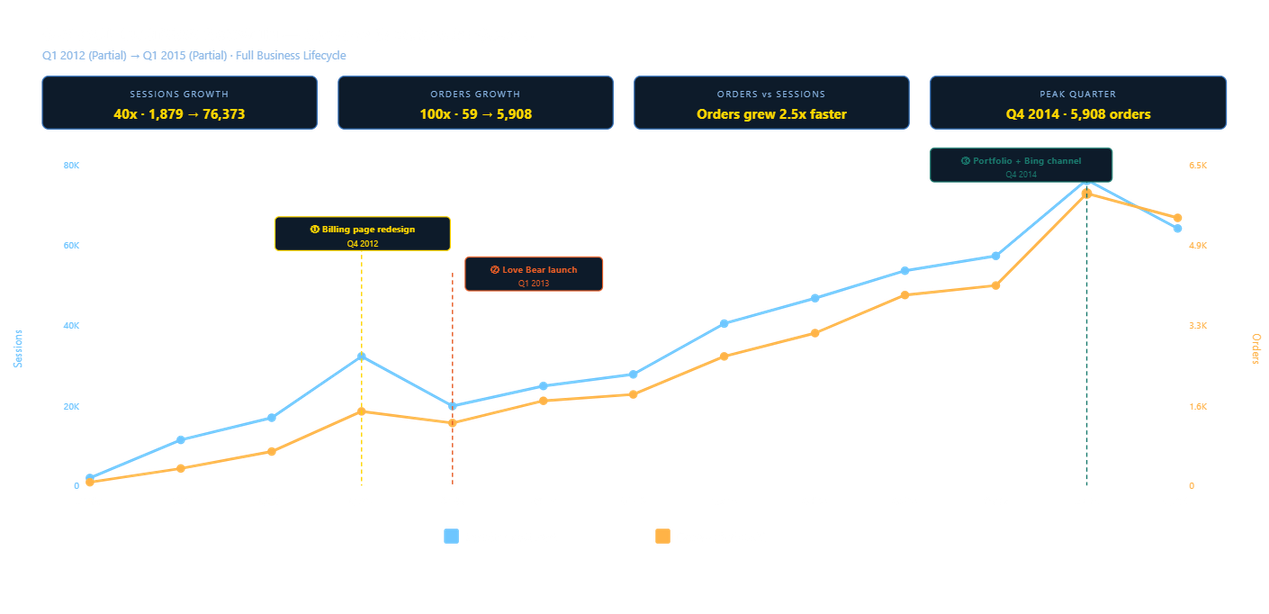 Q1 2012 (Partial) → Q1 2015 (Partial) · Full Business Lifecycle
SESSIONS GROWTH
40x · 1,879 → 76,373
ORDERS GROWTH
100x · 59 → 5,908
ORDERS vs SESSIONS
Orders grew 2.5x faster
PEAK QUARTER
Q4 2014 · 5,908 orders
③ Portfolio + Bing channel
Q4 2014
① Billing page redesign
Q4 2012
② Love Bear launch
Q1 2013
80K
60K
40K
20K
0
Sessions
6.5K
4.9K
3.3K
1.6K
0
Orders